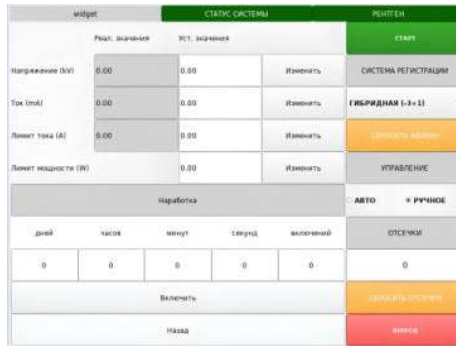 widget СТАТУС СИСТЕМЫ РЕНТГЕН
Реал. значения Уст. значения СТАРТ
Напряжение (kV) 0.00 0.00 Изменить СИСТЕМА РЕГИСТРАЦИИ
Ток (mA) 0.00 0.00 Изменить ГИБРИДНАЯ (-3+1)
Лимит тока (A) 0.00 0.00 Изменить СБРОСИТЬ АВАРИИ
Лимит мощности (W) 0.00 Изменить УПРАВЛЕНИЕ
Наработка АВТО РУЧНОЕ
дней часов минут секунд включений ОТСЕЧКИ
0 0 0 0 0 0
Включить СБРОСИТЬ ОТСЕЧКИ
Назад ВЫХОД